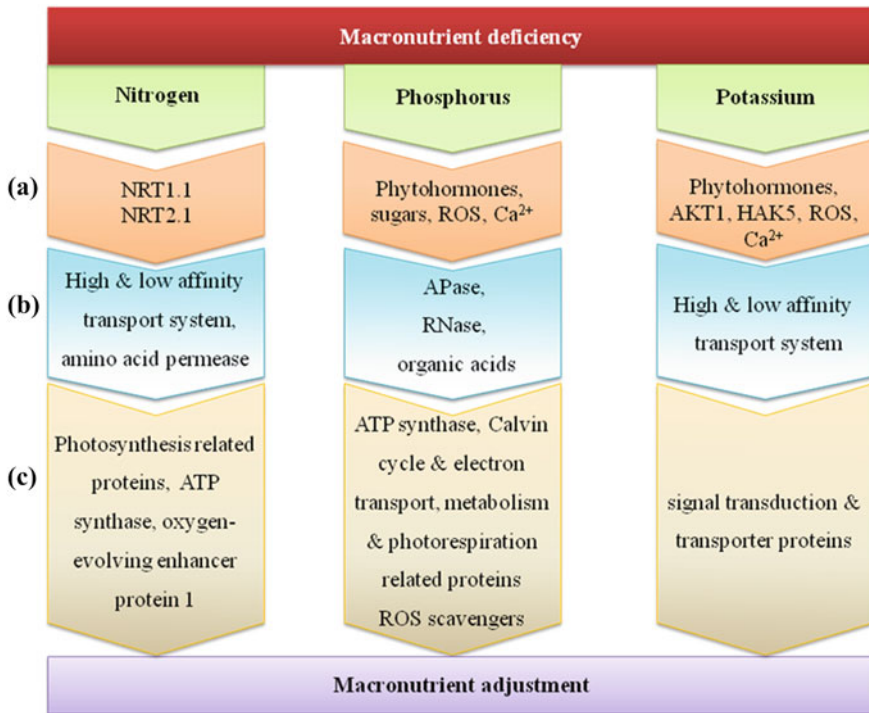 Macronutrient deficiency
Nitrogen
Phosphorus
Potassium
(a)
NRT1.1
NRT2.1
Phytohormones,
sugars, ROS, Ca²⁺
Phytohormones,
AKT1, HAK5, ROS,
Ca²⁺
(b)
High & low affinity
transport system,
amino acid permease
APase,
RNase,
organic acids
High & low affinity
transport system
(c)
Photosynthesis related
proteins, ATP
synthase, oxygen-
evolving enhancer
protein 1
ATP synthase, Calvin
cycle & electron
transport, metabolism
& photorespiration
related proteins
ROS scavengers
signal transduction &
transporter proteins
Macronutrient adjustment